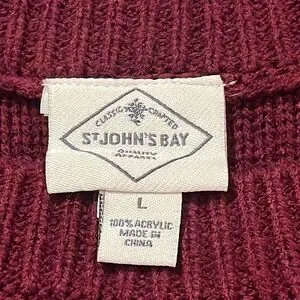 CLASSIC CRAFTED
ST JOHN'S BAY
QUALITY
APPAREL
L
100% ACRYLIC
MADE IN
CHINA